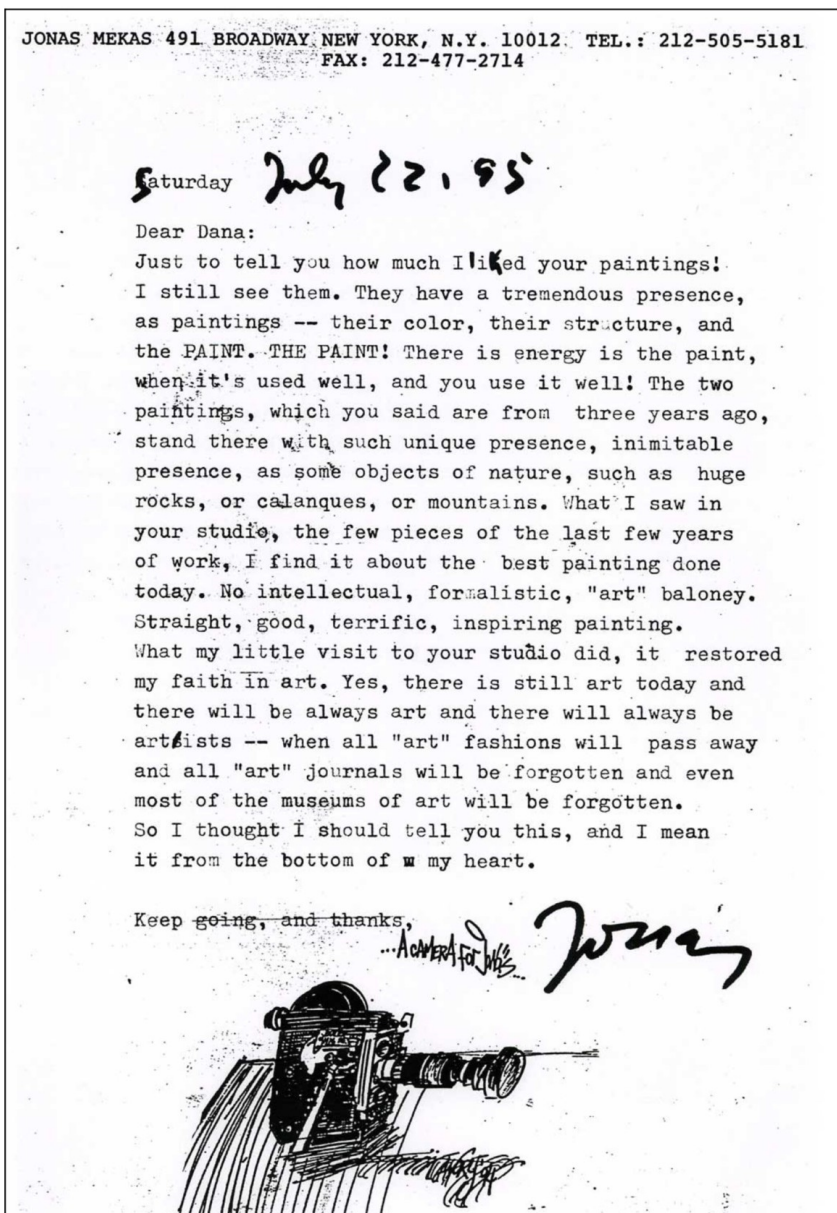 JONAS MEKAS 491 BROADWAY NEW YORK, N.Y. 10012 TEL.: 212-505-5181
FAX: 212-477-2714
Saturday July 22, 95
Dear Dana:
Just to tell you how much I liked your paintings!
I still see them. They have a tremendous presence,
as paintings -- their color, their structure, and
the PAINT. THE PAINT! There is energy is the paint,
when it's used well, and you use it well! The two
paintings, which you said are from three years ago,
stand there with such unique presence, inimitable
presence, as some objects of nature, such as huge
rocks, or calanques, or mountains. What I saw in
your studio, the few pieces of the last few years
of work, I find it about the best painting done
today. No intellectual, formalistic, "art" baloney.
Straight, good, terrific, inspiring painting.
What my little visit to your studio did, it restored
my faith in art. Yes, there is still art today and
there will be always art and there will always be
artists -- when all "art" fashions will pass away
and all "art" journals will be forgotten and even
most of the museums of art will be forgotten.
So I thought I should tell you this, and I mean
it from the bottom of my heart.
Keep going, and thanks,
...A CAMERA FOR JONAS...
Jonas